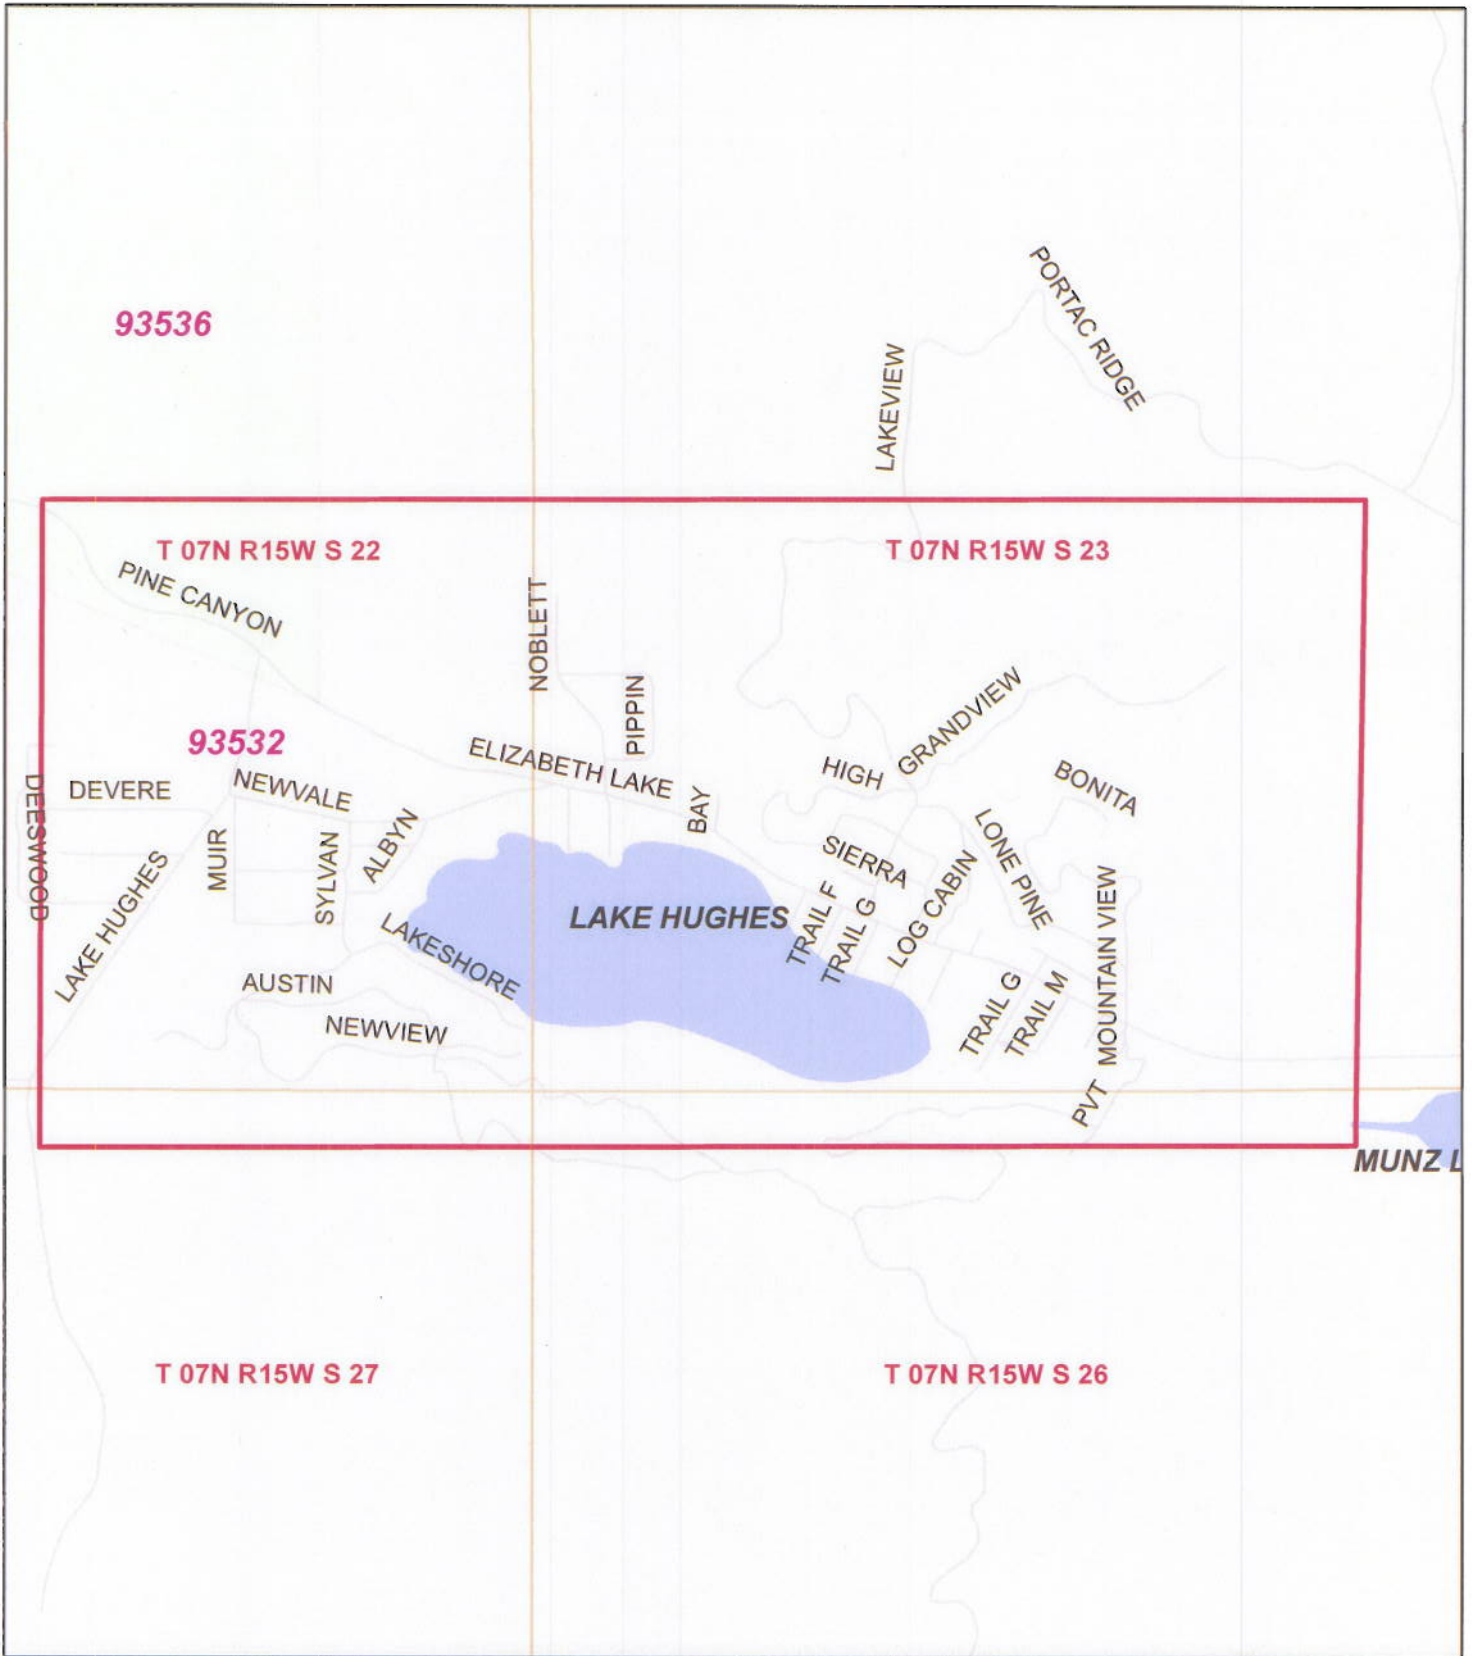 PORTAC RIDGE
93536
LAKEVIEW
T 07N R15W S 22
T 07N R15W S 23
PINE CANYON
NOBLETT
PIPPIN
GRANDVIEW
93532
ELIZABETH LAKE
HIGH
BONITA
DEVERE
NEWVALE
BAY
DEESWOOD
MUIR
SYLVAN
ALBYN
SIERRA
LONE PINE
LAKE HUGHES
LAKE HUGHES
TRAIL F
TRAIL G
LOG CABIN
MOUNTAIN VIEW
LAKESHORE
AUSTIN
NEWVIEW
TRAIL G
TRAIL M
PVT
MUNZ L
T 07N R15W S 27
T 07N R15W S 26